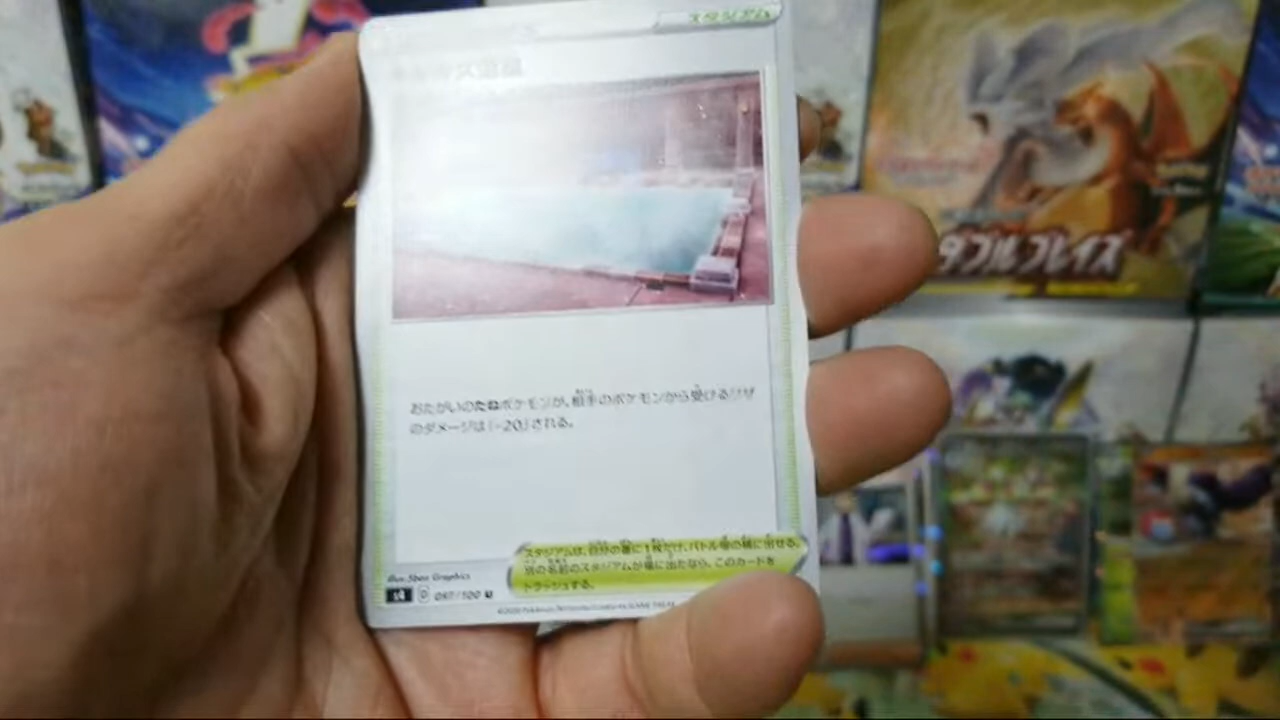 スタジアム
おたがいのたねポケモンが、相手のポケモンから受けるワザ
のダメージは「-20」される。
スタジアムは、自分の番に1枚だけ、バトル場の横に出せる。
別の名前のスタジアムが場に出たなら、このカードを
トラッシュする。
illus. 5ban Graphics
s4 D 097/100 U
©2020 Pokémon
ダブルブレイズ